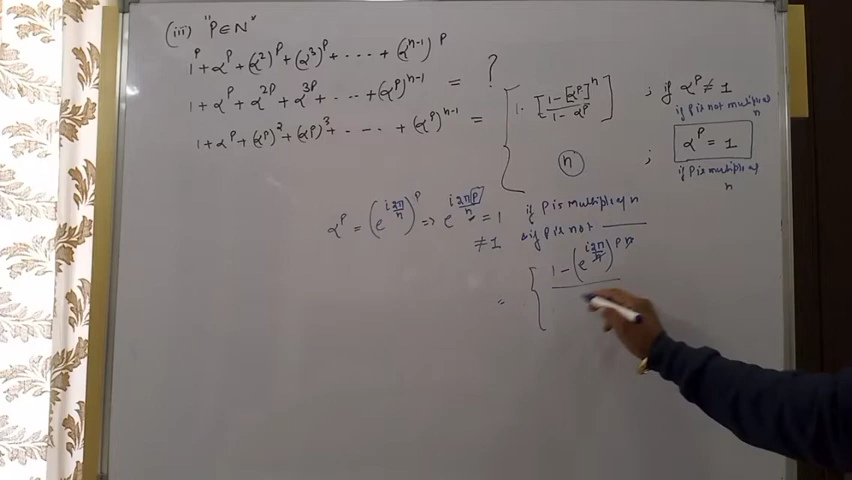 (iii) "P∈N"
1^P + α^P + (α^2)^P + (α^3)^P + ---- + (α^{n-1})^P
1 + α^P + α^{2P} + α^{3P} + ---- + (α^P)^{n-1} = ?
1 + α^P + (α^P)^2 + (α^P)^3 + ---- + (α^P)^{n-1} = { 1· [ (1-[α^P]^n)/(1-α^P) ] ; if α^P ≠ 1
if P is not multiple of n
n ; α^P = 1
if P is multiple of n
α^P = (e^{i2π/n})^P => e^{i2πP/n} = 1 if P is multiple of n
≠ 1 if P is not ——
= { 1-(e^{i2π/n})^{Pn}